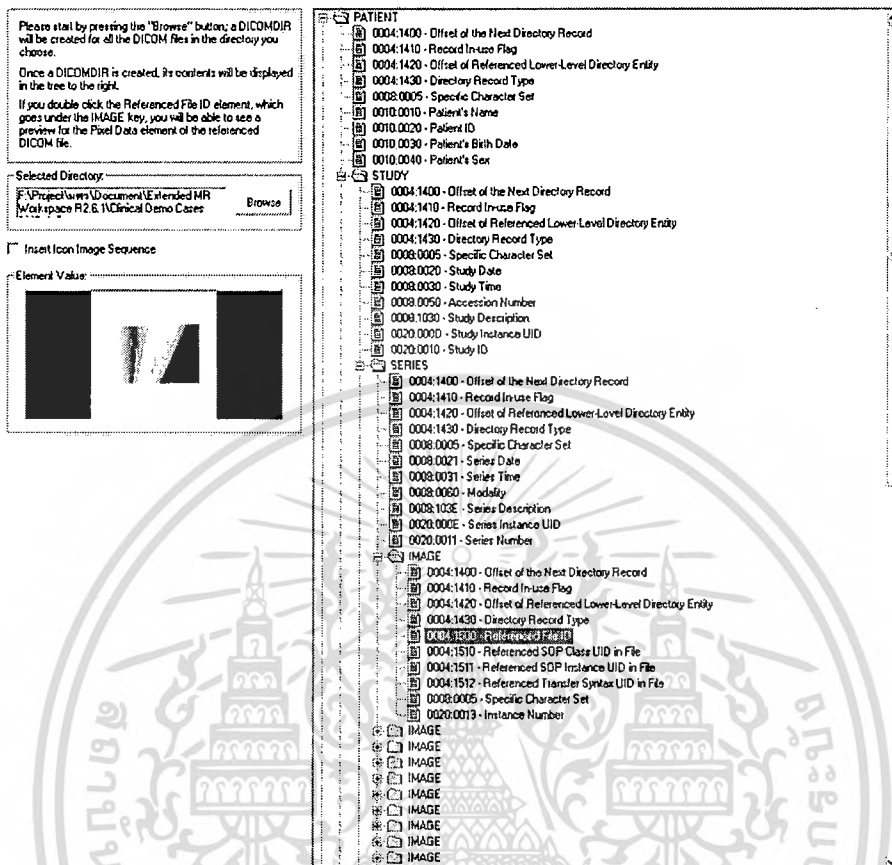 Please start by pressing the "Browse" button; a DICOMDIR
will be created for all the DICOM files in the directory you
choose.
Once a DICOMDIR is created, its contents will be displayed
in the tree to the right.
If you double click the Referenced File ID element, which
goes under the IMAGE key, you will be able to see a
preview for the Pixel Data element of the referenced
DICOM file.
Selected Directory:
Workspace R2.6.1\Clinical Demo Cases
Browse
Insert Icon Image Sequence
Element Value:
PATIENT
0004:1400 - Offset of the Next Directory Record
0004:1410 - Record In-use Flag
0004:1420 - Offset of Referenced Lower-Level Directory Entity
0004:1430 - Directory Record Type
0008:0005 - Specific Character Set
0010:0010 - Patient's Name
0010:0020 - Patient ID
0010:0030 - Patient's Birth Date
0010:0040 - Patient's Sex
STUDY
0004:1400 - Offset of the Next Directory Record
0004:1410 - Record In-use Flag
0004:1420 - Offset of Referenced Lower-Level Directory Entity
0004:1430 - Directory Record Type
0008:0005 - Specific Character Set
0008:0020 - Study Date
0008:0030 - Study Time
0008:0050 - Accession Number
0008:1030 - Study Description
0020:000D - Study Instance UID
0020:0010 - Study ID
SERIES
0004:1400 - Offset of the Next Directory Record
0004:1410 - Record In-use Flag
0004:1420 - Offset of Referenced Lower-Level Directory Entity
0004:1430 - Directory Record Type
0008:0005 - Specific Character Set
0008:0021 - Series Date
0008:0031 - Series Time
0008:0060 - Modality
0008:103E - Series Description
0020:000E - Series Instance UID
0020:0011 - Series Number
IMAGE
0004:1400 - Offset of the Next Directory Record
0004:1410 - Record In-use Flag
0004:1420 - Offset of Referenced Lower-Level Directory Entity
0004:1430 - Directory Record Type
0004:1500 - Referenced File ID
0004:1510 - Referenced SOP Class UID in File
0004:1511 - Referenced SOP Instance UID in File
0004:1512 - Referenced Transfer Syntax UID in File
0008:0005 - Specific Character Set
0020:0013 - Instance Number
IMAGE
IMAGE
IMAGE
IMAGE
IMAGE
IMAGE
IMAGE
IMAGE
IMAGE